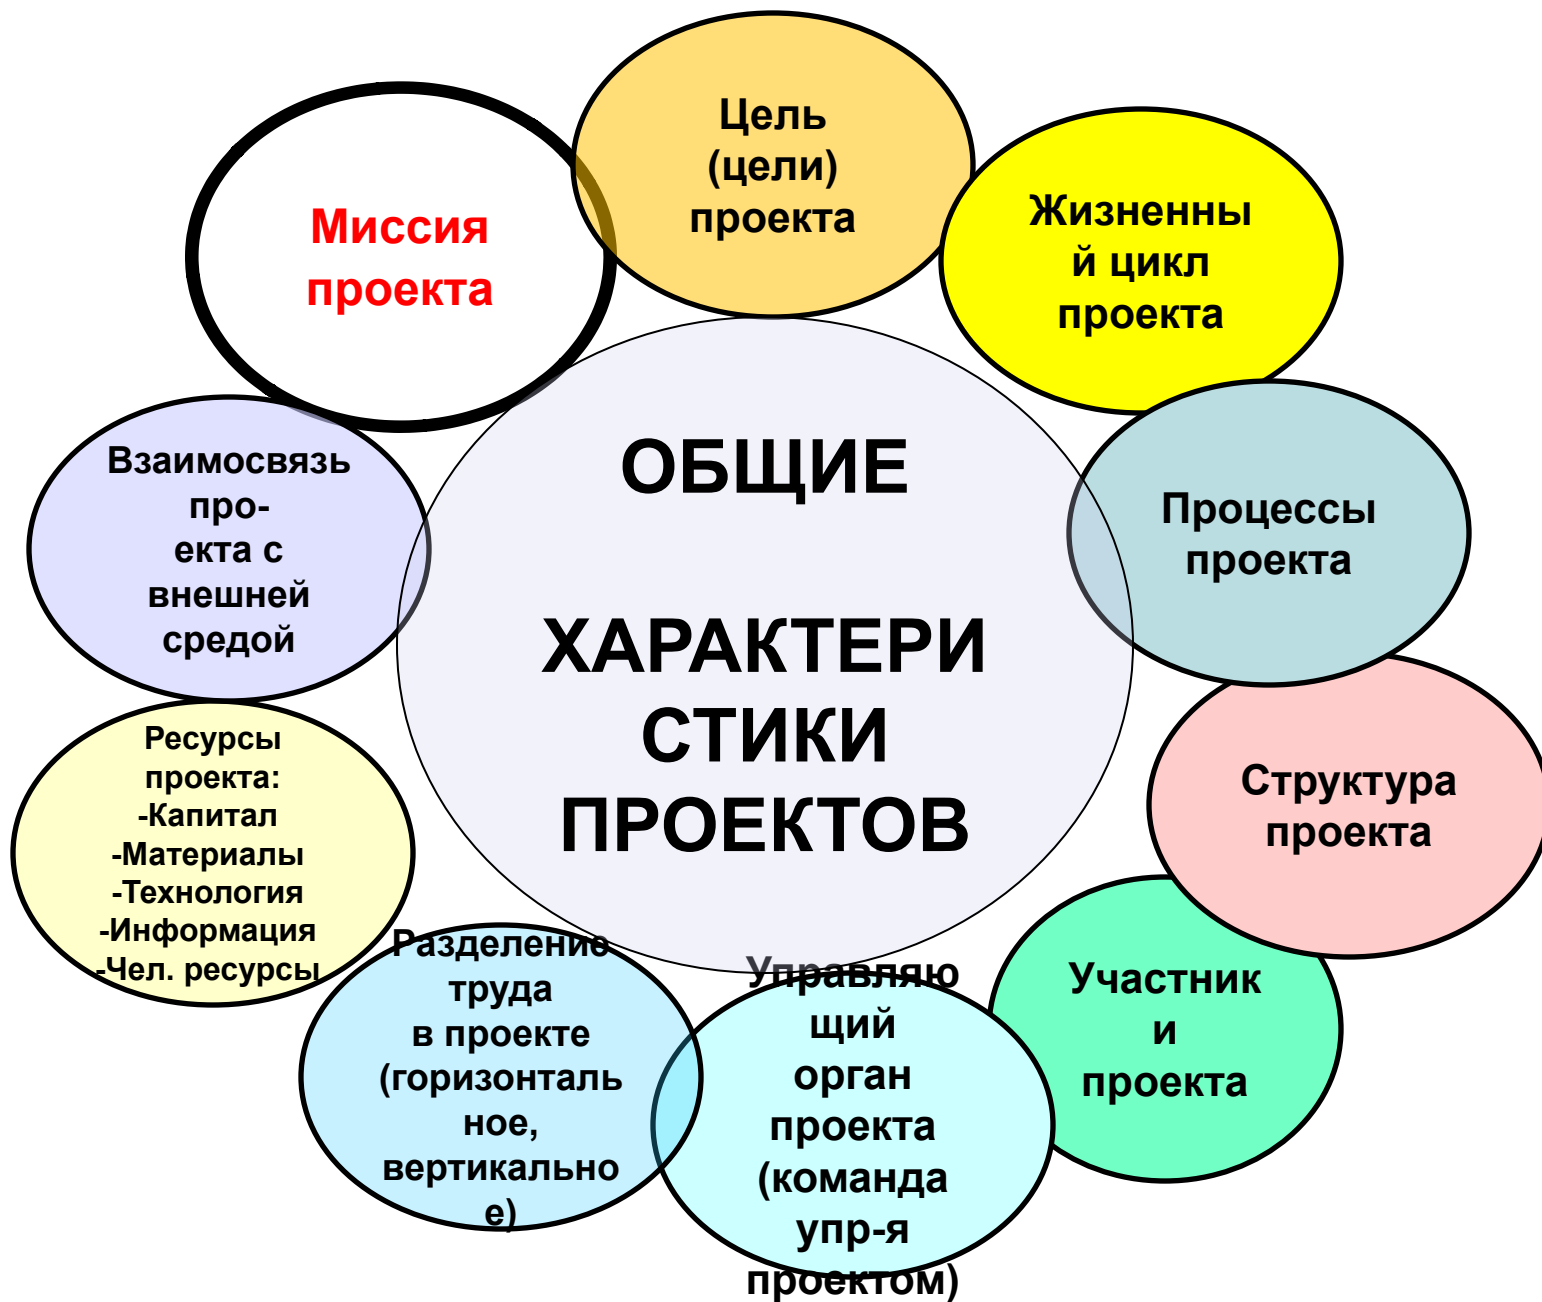 Цель
(цели)
проекта
Миссия
проекта
Жизненны
й цикл
проекта
ОБЩИЕ
ХАРАКТЕРИ
СТИКИ
ПРОЕКТОВ
Взаимосвязь
про-
екта с
внешней
средой
Процессы
проекта
Ресурсы
проекта:
-Капитал
-Материалы
-Технология
-Информация
-Чел. ресурсы
Структура
проекта
Разделение
труда
в проекте
(горизонталь
ное,
вертикально
е)
Управляю
щий
орган
проекта
(команда
упр-я
проектом)
Участник
и
проекта